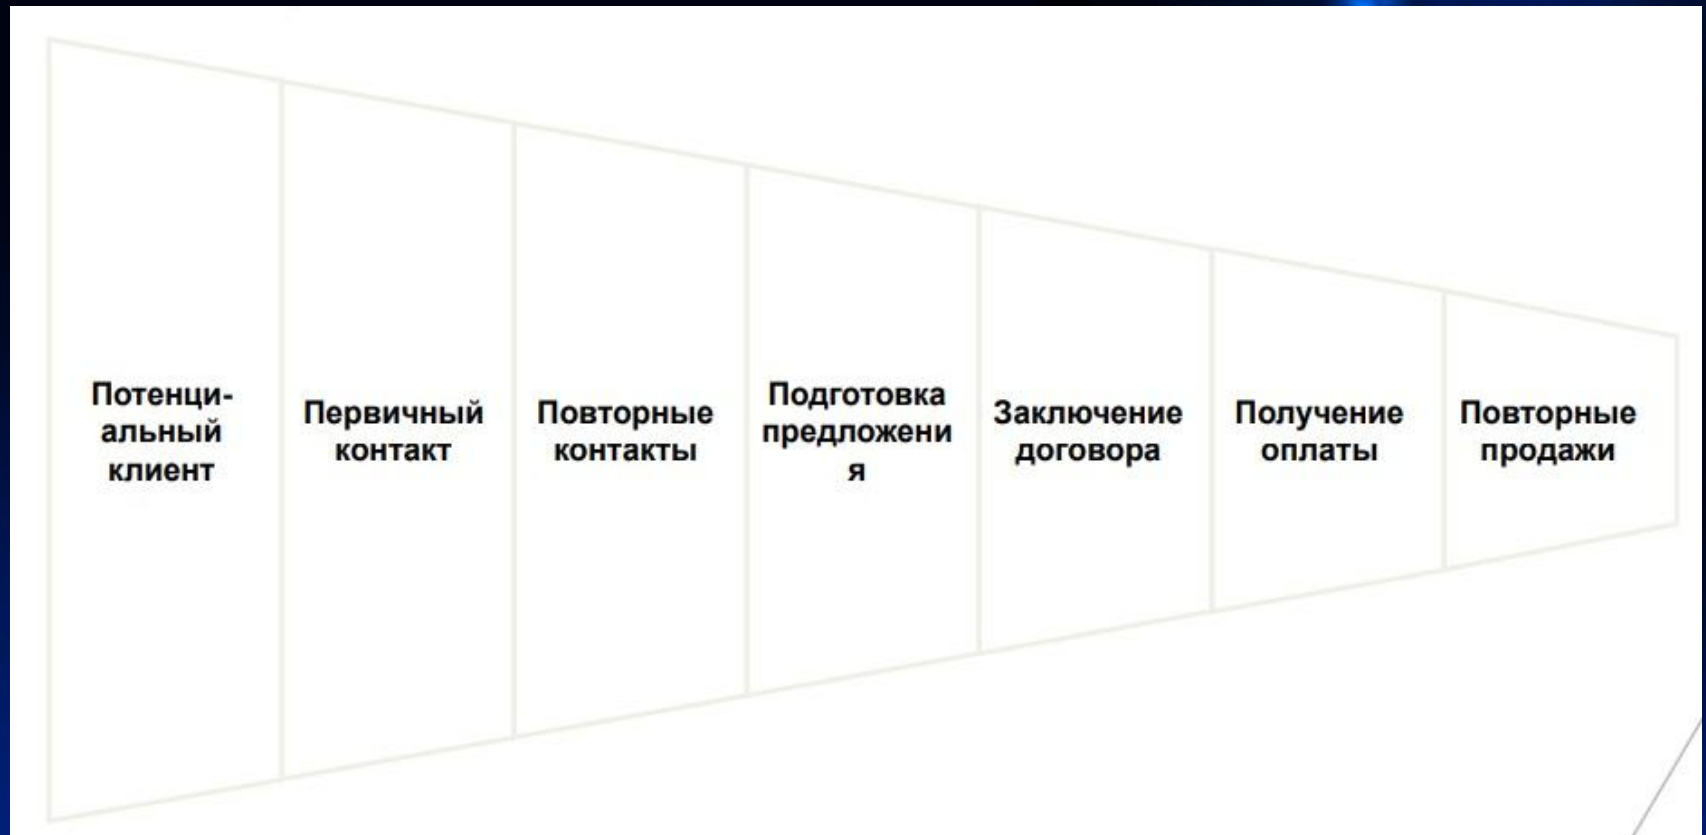 Потенци-
альный
клиент
Первичный
контакт
Повторные
контакты
Подготовка
предложени
я
Заключение
договора
Получение
оплаты
Повторные
продажи